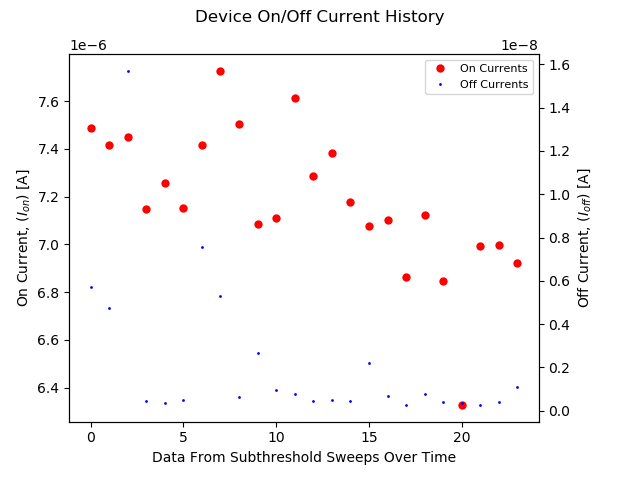 Device On/Off Current History
1e−6
1e−8
On Currents
Off Currents
7.6
7.4
7.2
7.0
6.8
6.6
6.4
On Current, (I_on) [A]
1.6
1.4
1.2
1.0
0.8
0.6
0.4
0.2
0.0
Off Current, (I_off) [A]
0 5 10 15 20
Data From Subthreshold Sweeps Over Time